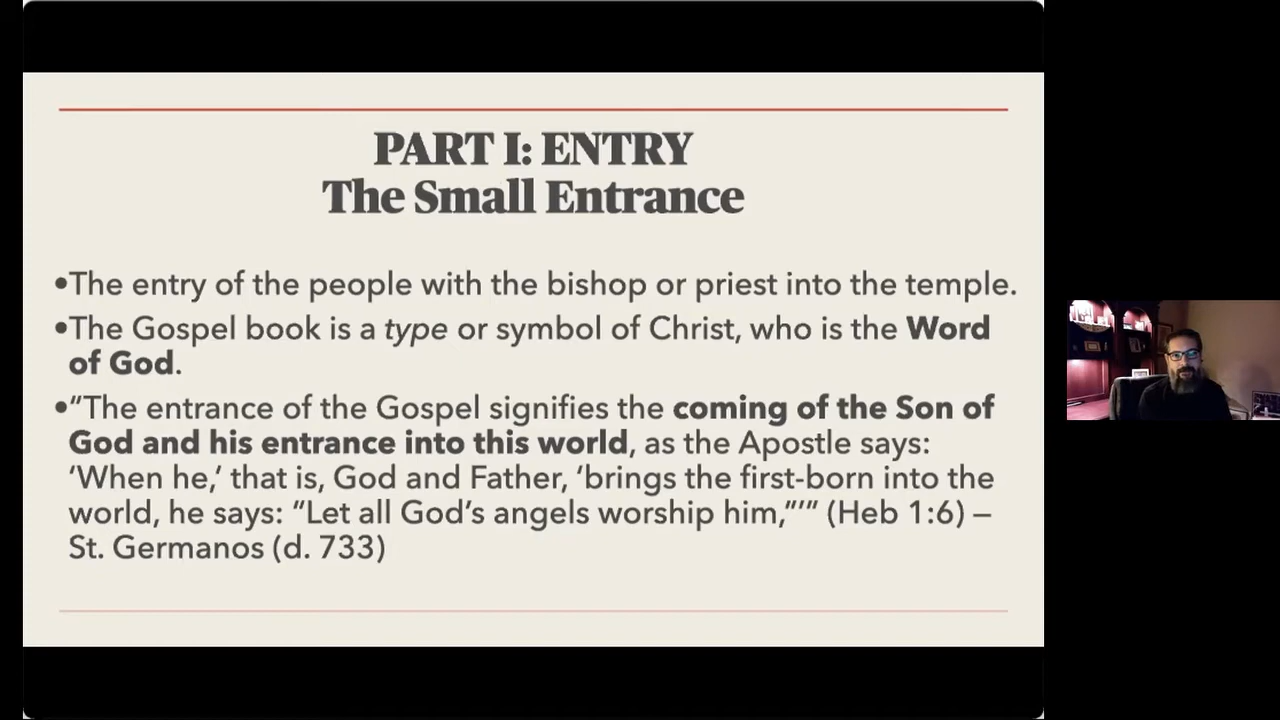 PART I: ENTRY
The Small Entrance
•The entry of the people with the bishop or priest into the temple.
•The Gospel book is a type or symbol of Christ, who is the Word
of God.
•“The entrance of the Gospel signifies the coming of the Son of
God and his entrance into this world, as the Apostle says:
‘When he,’ that is, God and Father, ‘brings the first-born into the
world, he says: “Let all God’s angels worship him,”’” (Heb 1:6) –
St. Germanos (d. 733)